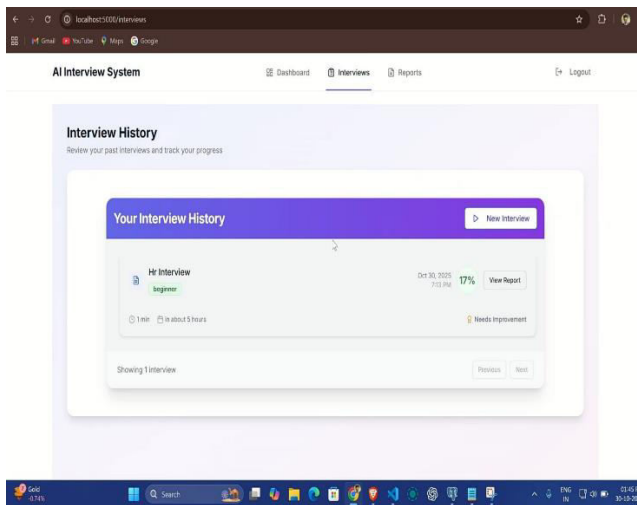 localhost:5000/interviews
Gmail YouTube Maps Google
AI Interview System Dashboard Interviews Reports Logout
Interview History
Review your past interviews and track your progress
Your Interview History New Interview
Hr Interview
beginner
Oct 30, 2025
7:13 PM
17% View Report
1 min in about 5 hours Needs Improvement
Showing 1 interview Previous Next
Gold
-0.74%
Search
ENG
IN